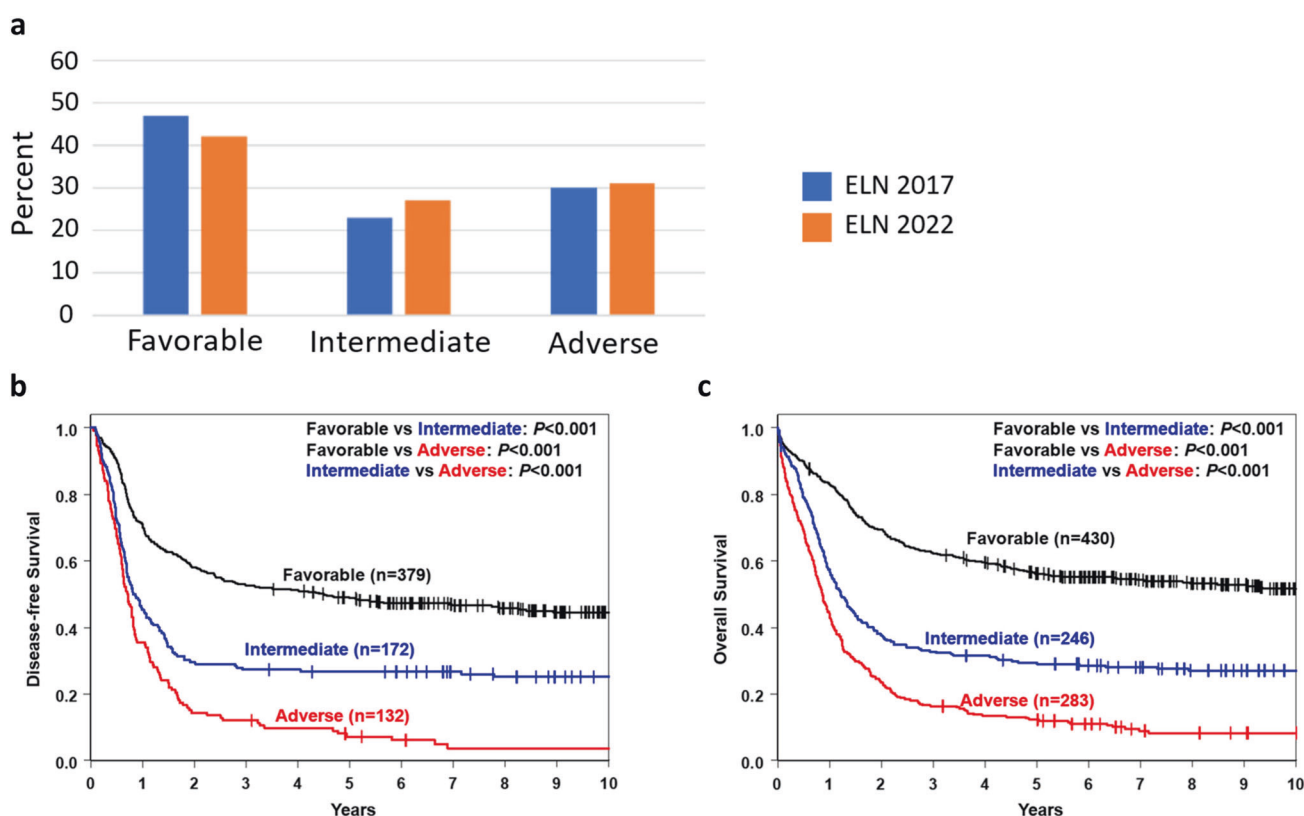 a
Percent
60
50
40
30
20
10
0
Favorable
Intermediate
Adverse
ELN 2017
ELN 2022
b
Disease-free Survival
1.0
0.8
0.6
0.4
0.2
0.0
Favorable vs Intermediate: P<0.001
Favorable vs Adverse: P<0.001
Intermediate vs Adverse: P<0.001
Favorable (n=379)
Intermediate (n=172)
Adverse (n=132)
0 1 2 3 4 5 6 7 8 9 10
Years
c
Overall Survival
1.0
0.8
0.6
0.4
0.2
0.0
Favorable vs Intermediate: P<0.001
Favorable vs Adverse: P<0.001
Intermediate vs Adverse: P<0.001
Favorable (n=430)
Intermediate (n=246)
Adverse (n=283)
0 1 2 3 4 5 6 7 8 9 10
Years